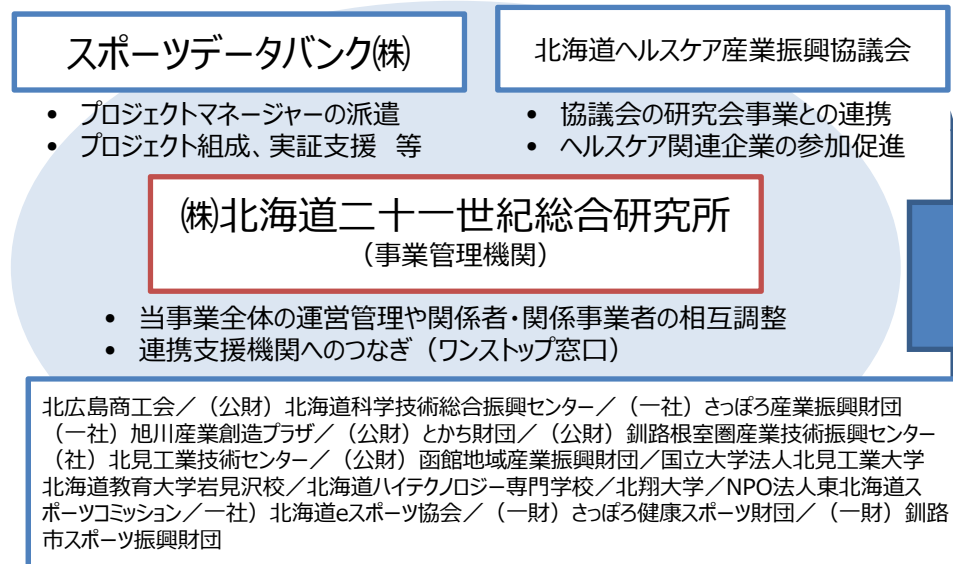 スポーツデータバンク㈱
北海道ヘルスケア産業振興協議会
• プロジェクトマネージャーの派遣
• プロジェクト組成、実証支援　等
• 協議会の研究会事業との連携
• ヘルスケア関連企業の参加促進
㈱北海道二十一世紀総合研究所
（事業管理機関）
• 当事業全体の運営管理や関係者・関係事業者の相互調整
• 連携支援機関へのつなぎ（ワンストップ窓口）
北広島商工会／（公財）北海道科学技術総合振興センター／（一社）さっぽろ産業振興財団
（一社）旭川産業創造プラザ／（公財）とかち財団／（公財）釧路根室圏産業技術振興センター
（社）北見工業技術センター／（公財）函館地域産業振興財団／国立大学法人北見工業大学
北海道教育大学岩見沢校／北海道ハイテクノロジー専門学校／北翔大学／NPO法人東北海道ス
ポーツコミッション／一社）北海道eスポーツ協会／（一財）さっぽろ健康スポーツ財団／（一財）釧路
市スポーツ振興財団